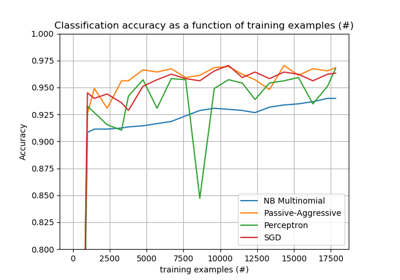 Classification accuracy as a function of training examples (#)
1.000
0.975
0.950
0.925
0.900
0.875
0.850
0.825
0.800
Accuracy
NB Multinomial
Passive-Aggressive
Perceptron
SGD
0 2500 5000 7500 10000 12500 15000 17500
training examples (#)